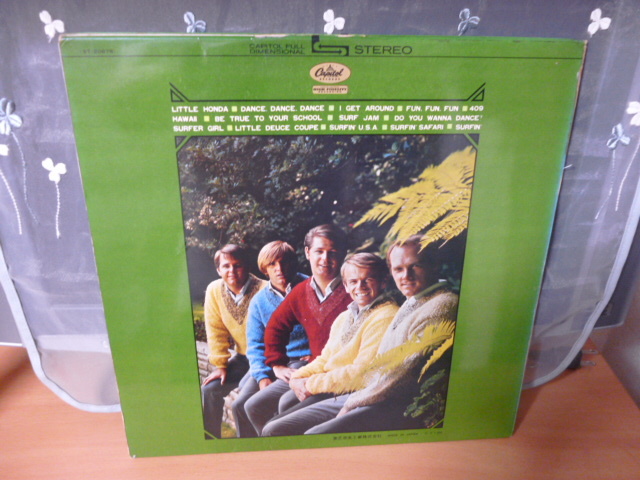 CAPITOL FULL
DIMENSIONAL STEREO
Capitol
RECORDS
LITTLE HONDA ■ DANCE, DANCE, DANCE ■ I GET AROUND ■ FUN, FUN, FUN ■ 409
HAWAII ■ BE TRUE TO YOUR SCHOOL ■ SURF JAM ■ DO YOU WANNA DANCE?
SURFER GIRL ■ LITTLE DEUCE COUPE ■ SURFIN' U.S.A ■ SURFIN' SAFARI ■ SURFIN'